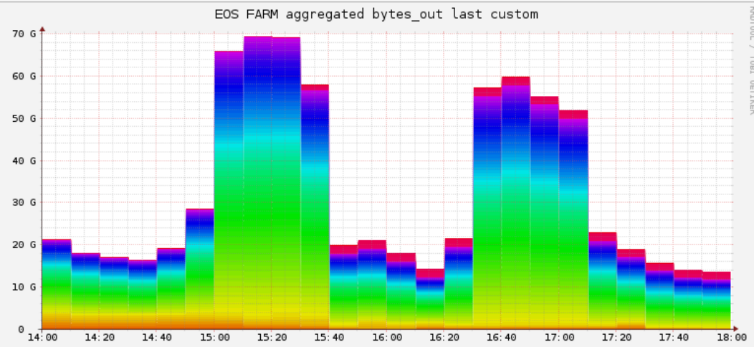 EOS FARM aggregated bytes_out last custom
70 G
60 G
50 G
40 G
30 G
20 G
10 G
0
14:00 14:20 14:40 15:00 15:20 15:40 16:00 16:20 16:40 17:00 17:20 17:40 18:00